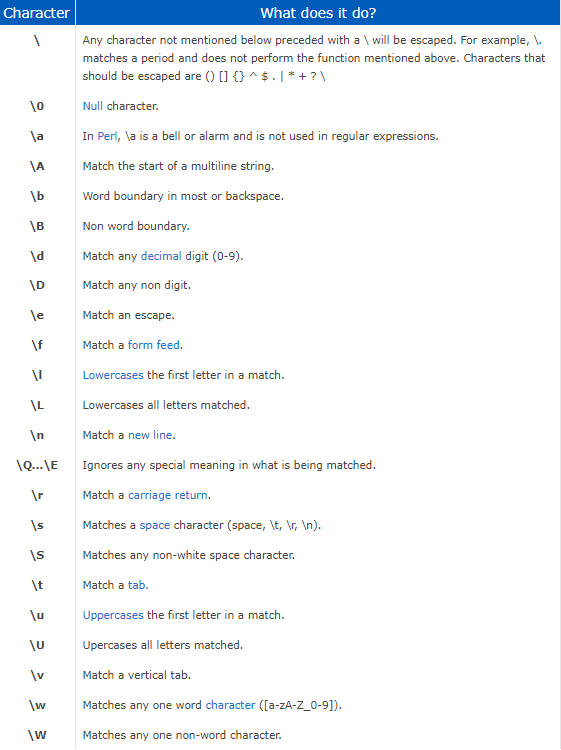 Character What does it do?
\ Any character not mentioned below preceded with a \ will be escaped. For example, \.
matches a period and does not perform the function mentioned above. Characters that
should be escaped are () [] {} ^ $ . | * + ? \
\0 Null character.
\a In Perl, \a is a bell or alarm and is not used in regular expressions.
\A Match the start of a multiline string.
\b Word boundary in most or backspace.
\B Non word boundary.
\d Match any decimal digit (0-9).
\D Match any non digit.
\e Match an escape.
\f Match a form feed.
\l Lowercases the first letter in a match.
\L Lowercases all letters matched.
\n Match a new line.
\Q...\E Ignores any special meaning in what is being matched.
\r Match a carriage return.
\s Matches a space character (space, \t, \r, \n).
\S Matches any non-white space character.
\t Match a tab.
\u Uppercases the first letter in a match.
\U Upercases all letters matched.
\v Match a vertical tab.
\w Matches any one word character ([a-zA-Z_0-9]).
\W Matches any one non-word character.